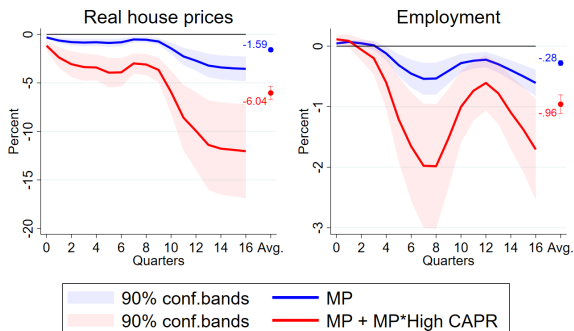 Real house prices
Employment
Percent
0
-5
-10
-15
-20
-1.59
-6.04
0 2 4 6 8 10 12 14 16 Avg.
Quarters
Percent
0
-1
-2
-3
-.28
-.96
0 2 4 6 8 10 12 14 16 Avg.
Quarters
90% conf.bands MP
90% conf.bands MP + MP*High CAPR